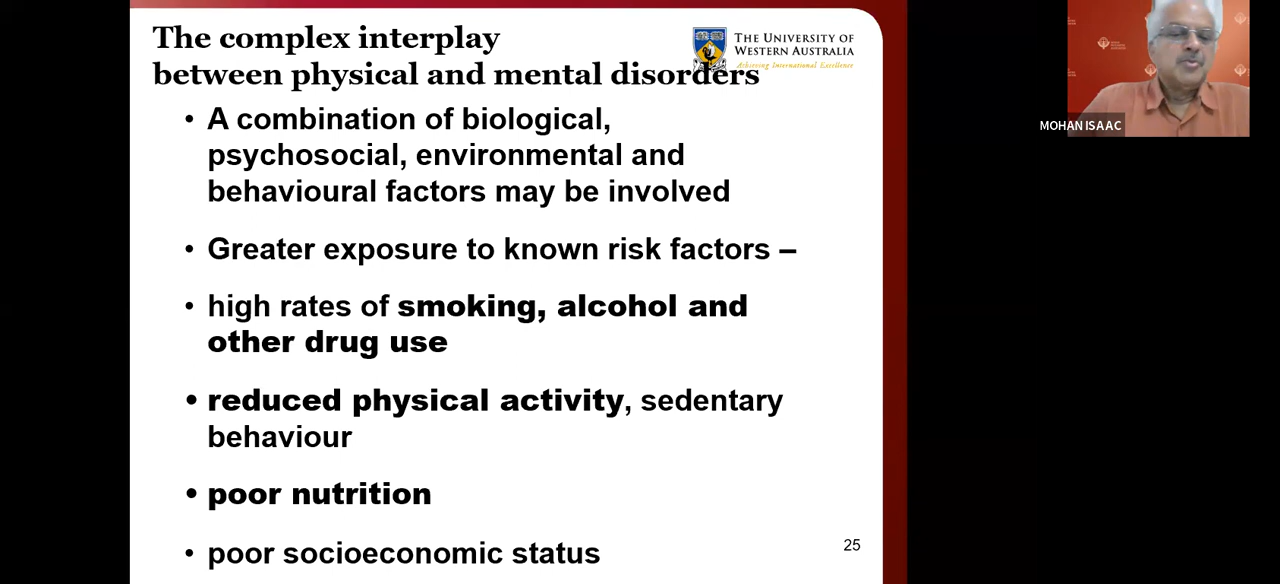 The complex interplay
between physical and mental disorders
THE UNIVERSITY OF
WESTERN AUSTRALIA
Achieving International Excellence
• A combination of biological,
psychosocial, environmental and
behavioural factors may be involved
• Greater exposure to known risk factors –
• high rates of smoking, alcohol and
other drug use
• reduced physical activity, sedentary
behaviour
• poor nutrition
• poor socioeconomic status
25
MOHAN ISAAC